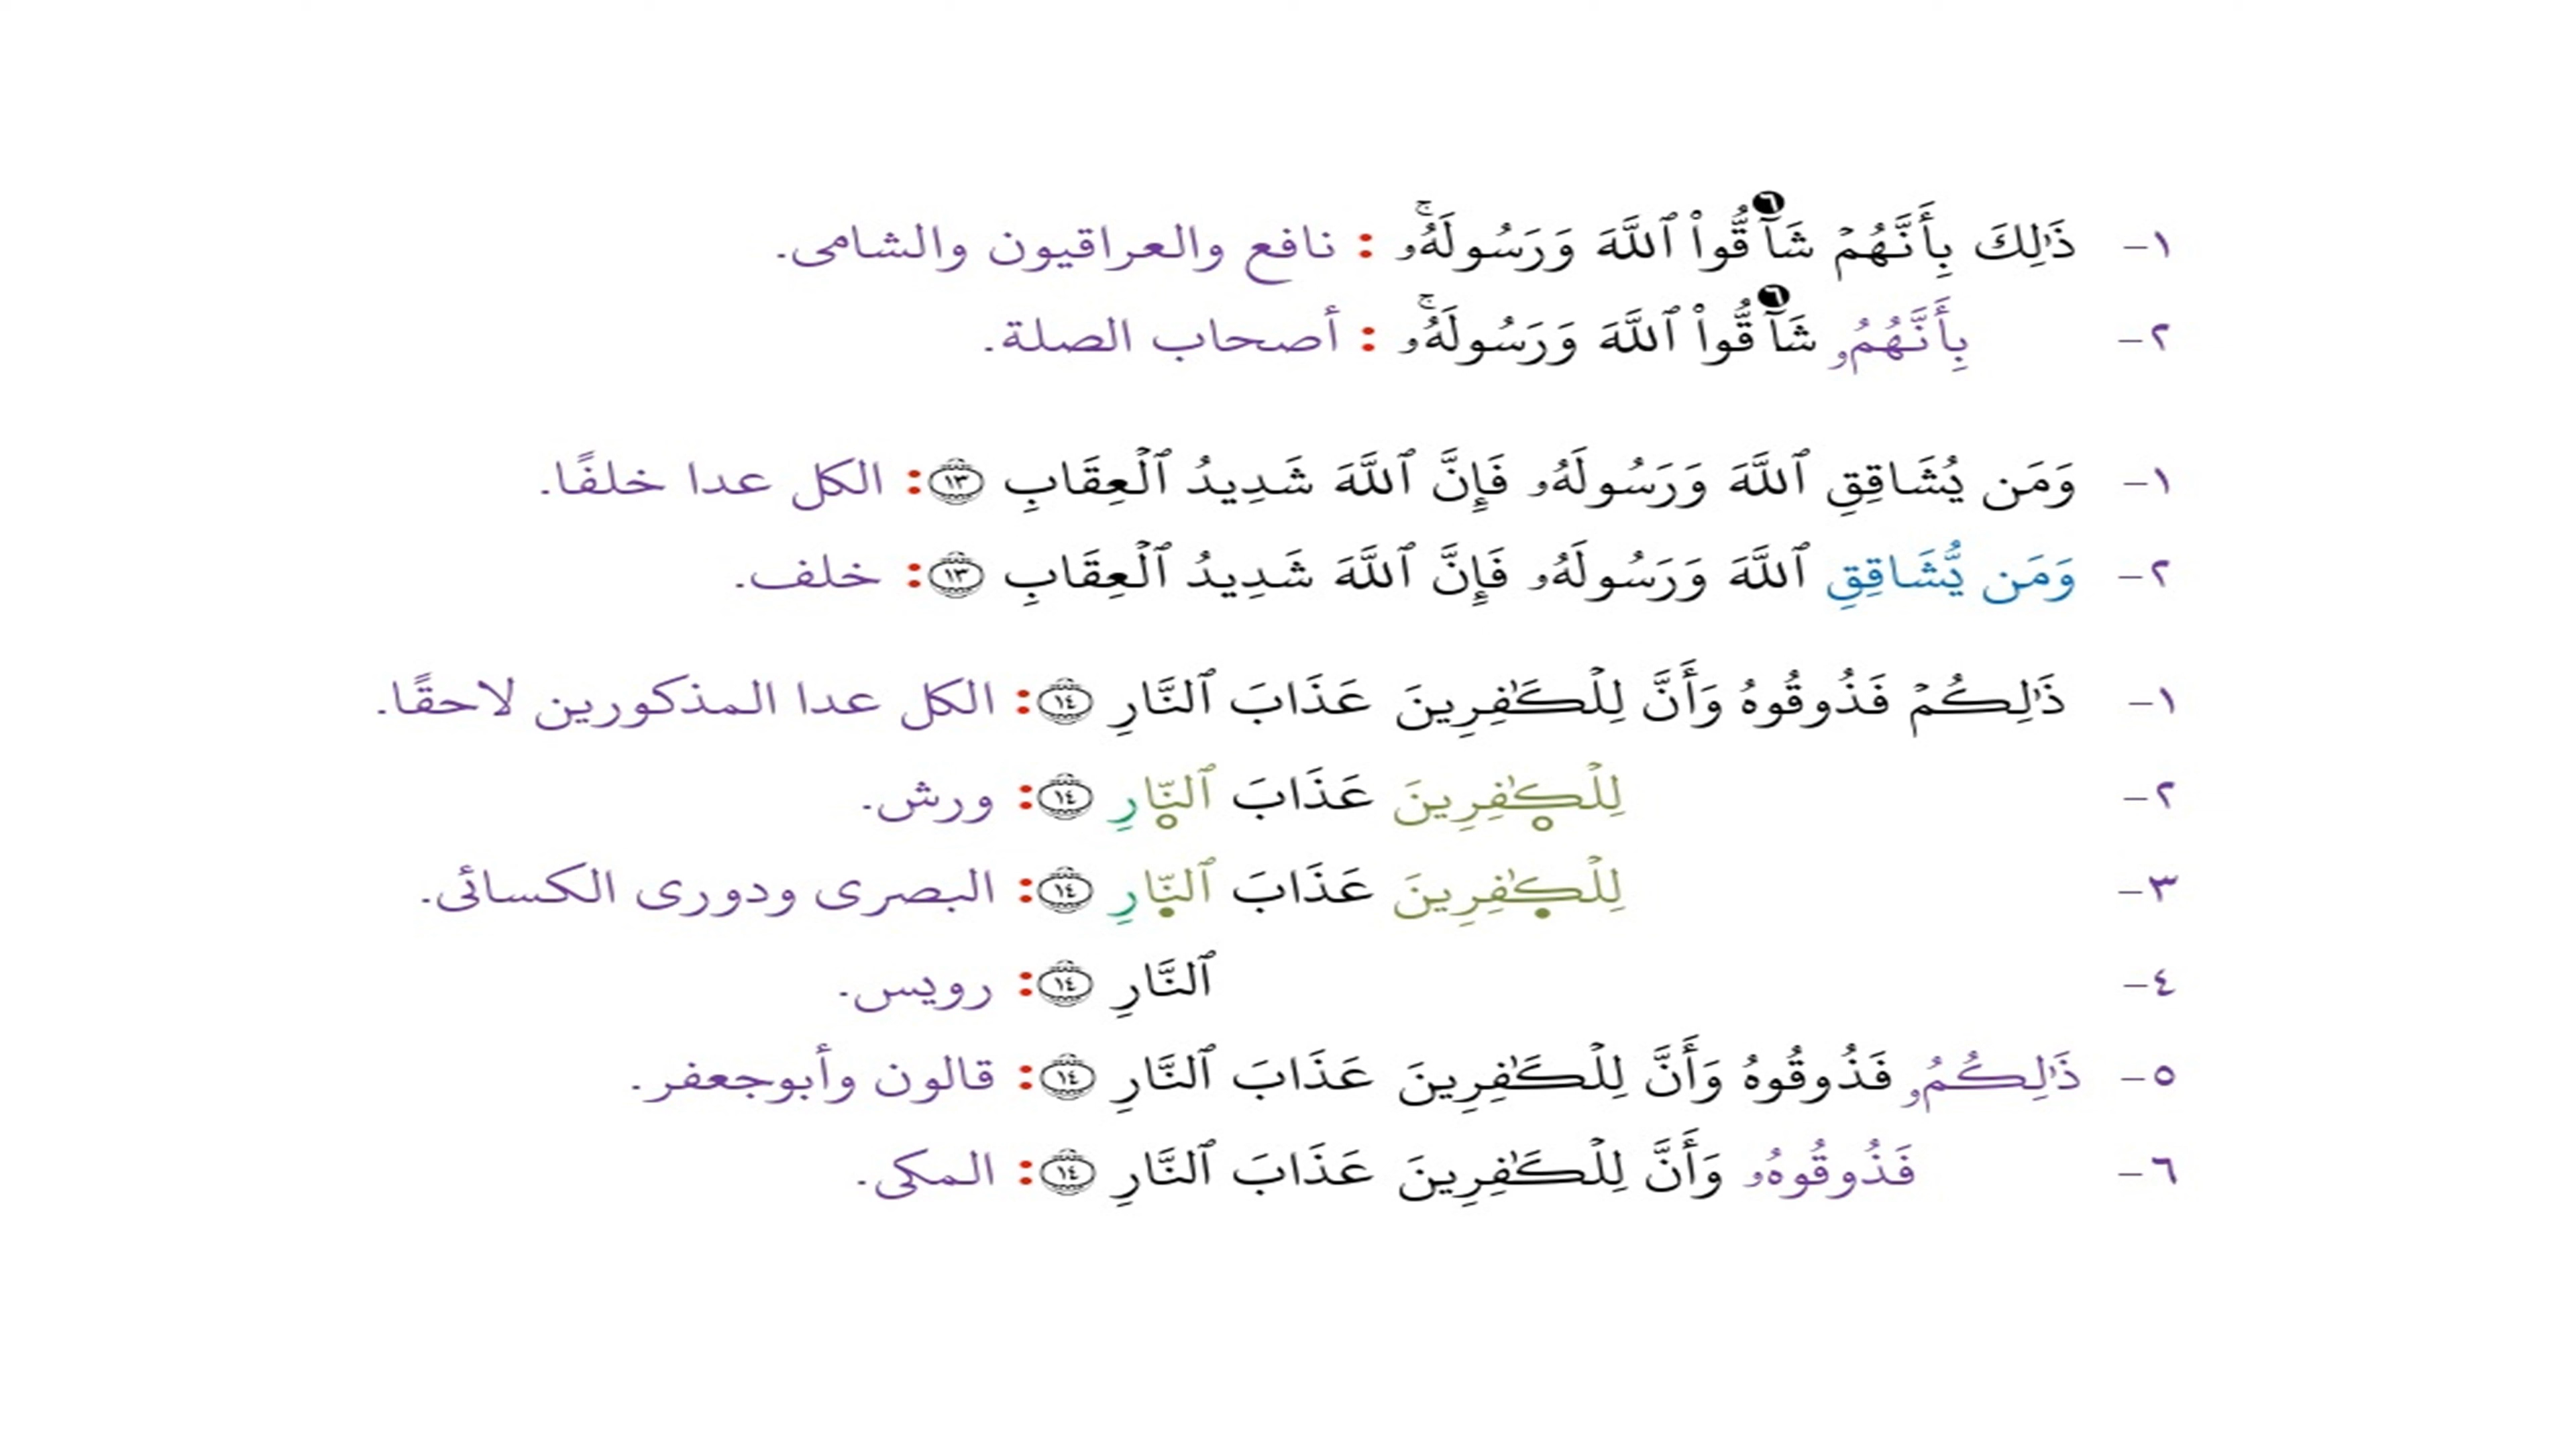 ١- ذَٰلِكَ بِأَنَّهُمۡ شَآقُّواْ ٱللَّهَ وَرَسُولَهُۥۚ : نافع والعراقيون والشامى.
٦
٢- بِأَنَّهُمُۥ شَآقُّواْ ٱللَّهَ وَرَسُولَهُۥۚ : أصحاب الصلة.
٦
١- وَمَن يُشَاقِقِ ٱللَّهَ وَرَسُولَهُۥ فَإِنَّ ٱللَّهَ شَدِيدُ ٱلۡعِقَابِ ١٣ : الكل عدا خلفًا.
٢- وَمَن يُّشَاقِقِ ٱللَّهَ وَرَسُولَهُۥ فَإِنَّ ٱللَّهَ شَدِيدُ ٱلۡعِقَابِ ١٣ : خلف.
١- ذَٰلِكُمۡ فَذُوقُوهُ وَأَنَّ لِلۡكَٰفِرِينَ عَذَابَ ٱلنَّارِ ١٤ : الكل عدا المذكورين لاحقًا.
٢- لِلۡكٰفِرِينَ عَذَابَ ٱلنّارِ ١٤ : ورش.
٣- لِلۡكٰفِرِينَ عَذَابَ ٱلنّارِ ١٤ : البصرى ودورى الكسائى.
٤- ٱلنَّارِ ١٤ : رويس.
٥- ذَٰلِكُمُۥ فَذُوقُوهُ وَأَنَّ لِلۡكَٰفِرِينَ عَذَابَ ٱلنَّارِ ١٤ : قالون وأبوجعفر.
٦- فَذُوقُوهُۥ وَأَنَّ لِلۡكَٰفِرِينَ عَذَابَ ٱلنَّارِ ١٤ : المكى.